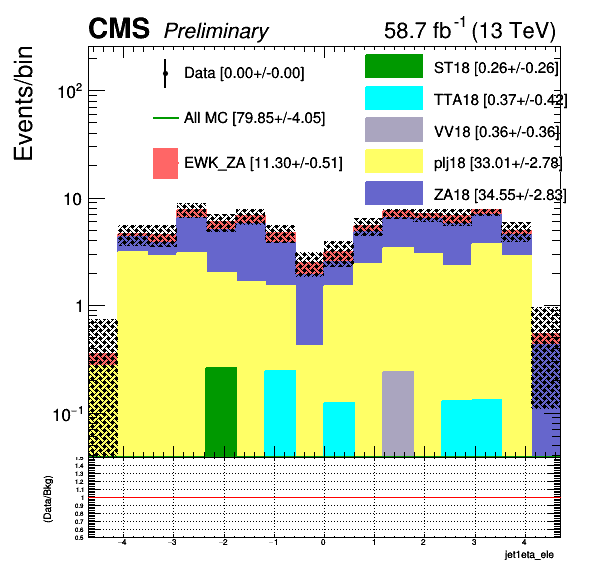 CMS Preliminary 58.7 fb⁻¹ (13 TeV)
Events/bin
10²
10
1
10⁻¹
Data [0.00+/-0.00]
All MC [79.85+/-4.05]
EWK_ZA [11.30+/-0.51]
ST18 [0.26+/-0.26]
TTA18 [0.37+/-0.42]
VV18 [0.36+/-0.36]
plj18 [33.01+/-2.78]
ZA18 [34.55+/-2.83]
(Data/Bkg)
1.5
1.4
1.3
1.2
1.1
1
0.9
0.8
0.7
0.6
0.5
−4 −3 −2 −1 0 1 2 3 4
jet1eta_ele